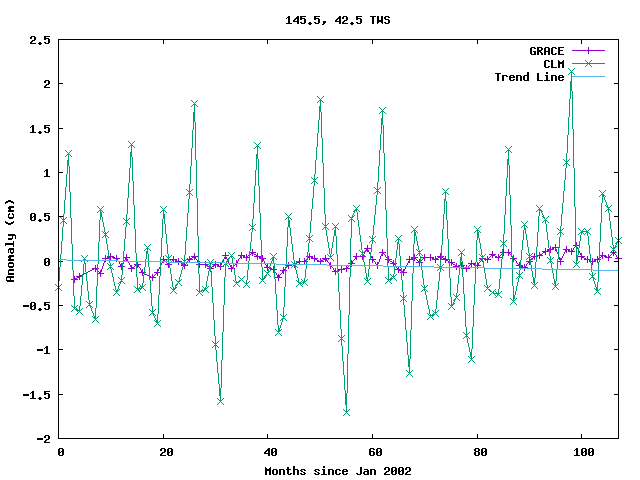 145.5, 42.5 TWS
GRACE
CLM
Trend Line
2.5
2
1.5
1
0.5
0
-0.5
-1
-1.5
-2
Anomaly (cm)
0 20 40 60 80 100
Months since Jan 2002